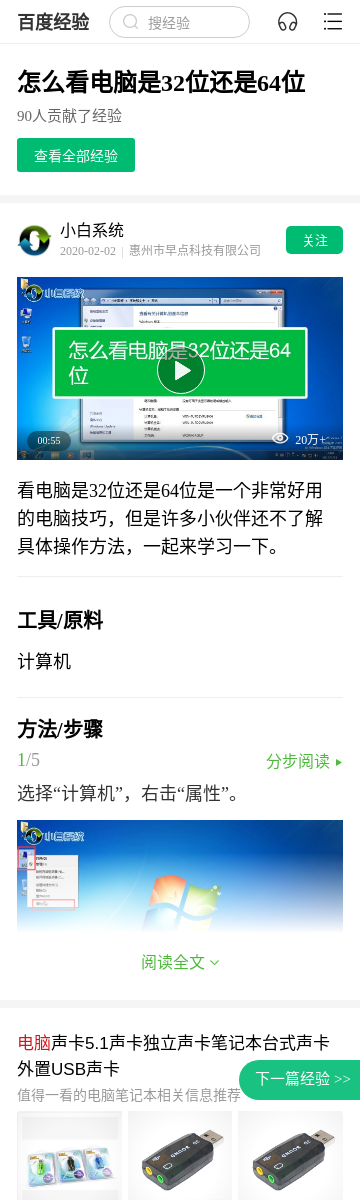 百度经验
搜经验
怎么看电脑是32位还是64位
90人贡献了经验
查看全部经验
小白系统
2020-02-02 | 惠州市早点科技有限公司
关注
小白系统
怎么看电脑是32位还是64位
00:55
20万+
看电脑是32位还是64位是一个非常好用
的电脑技巧，但是许多小伙伴还不了解
具体操作方法，一起来学习一下。
工具/原料
计算机
方法/步骤
1/5
分步阅读
选择“计算机”，右击“属性”。
小白系统
阅读全文
电脑声卡5.1声卡独立声卡笔记本台式声卡
外置USB声卡
下一篇经验 >>
值得一看的电脑笔记本相关信息推荐